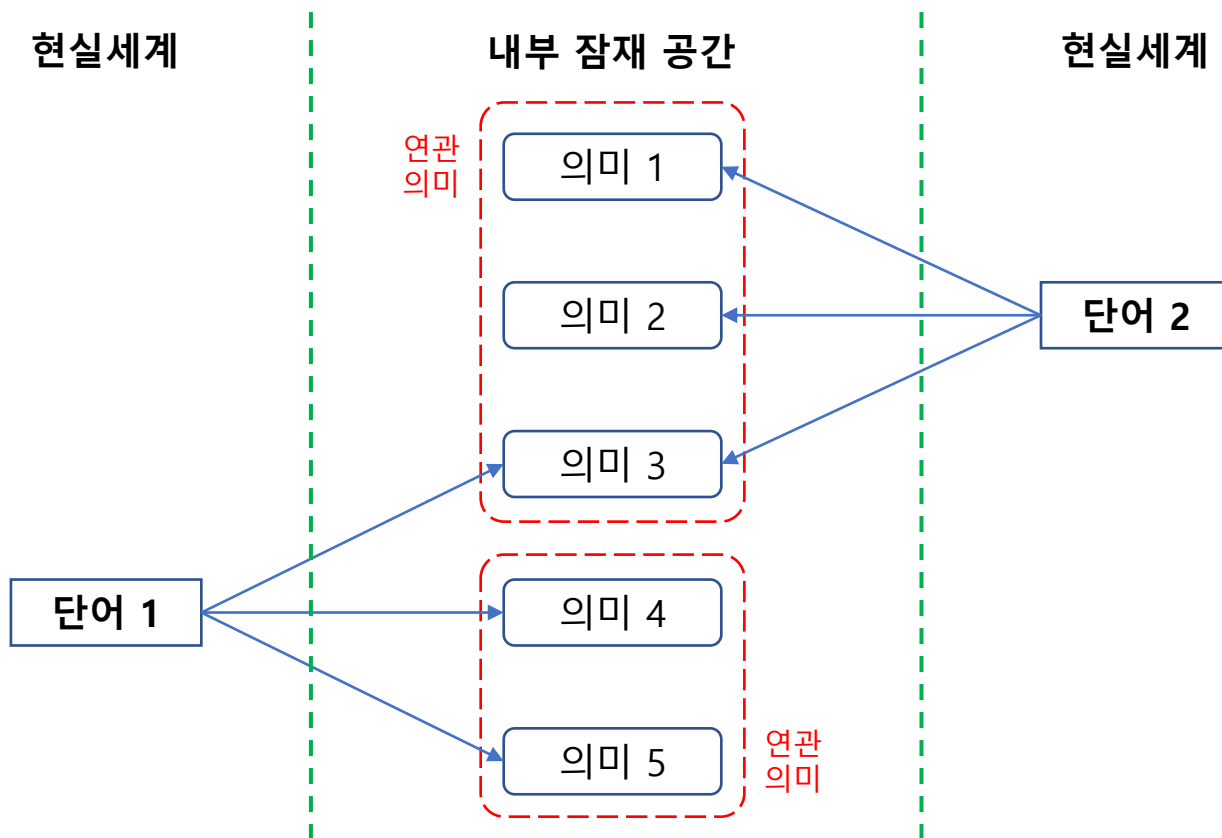 현실세계
내부 잠재 공간
현실세계
연관
의미
의미 1
의미 2
단어 2
의미 3
단어 1
의미 4
의미 5
연관
의미